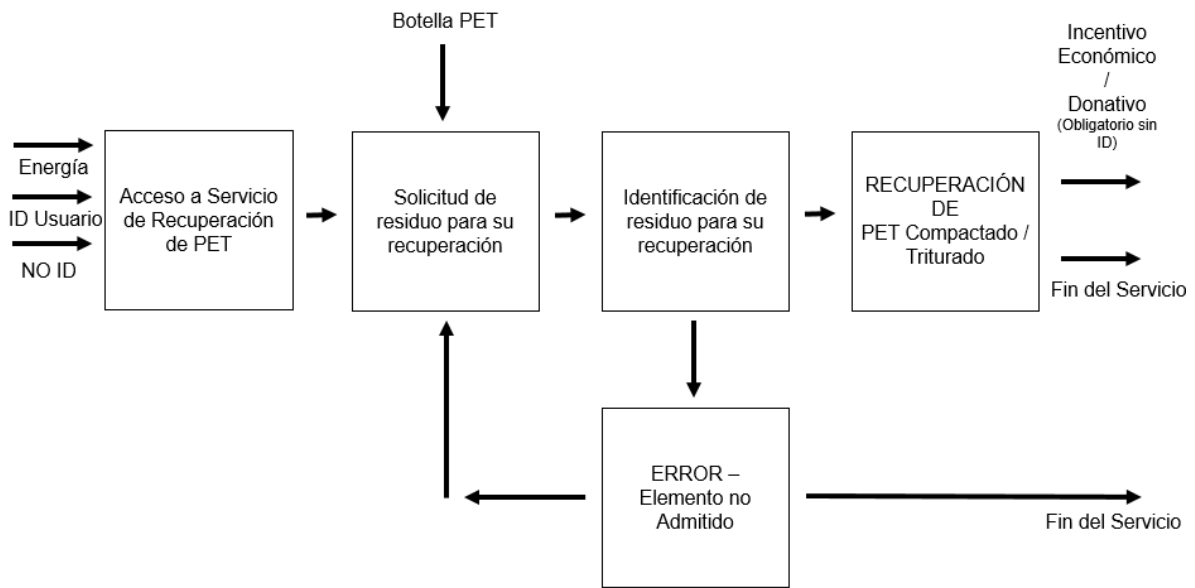 Botella PET
Incentivo
Económico
/
Donativo
(Obligatorio sin
ID)
Energía
ID Usuario
NO ID
Acceso a Servicio
de Recuperación
de PET
Solicitud de
residuo para su
recuperación
Identificación de
residuo para su
recuperación
RECUPERACIÓN
DE
PET Compactado /
Triturado
Fin del Servicio
ERROR –
Elemento no
Admitido
Fin del Servicio